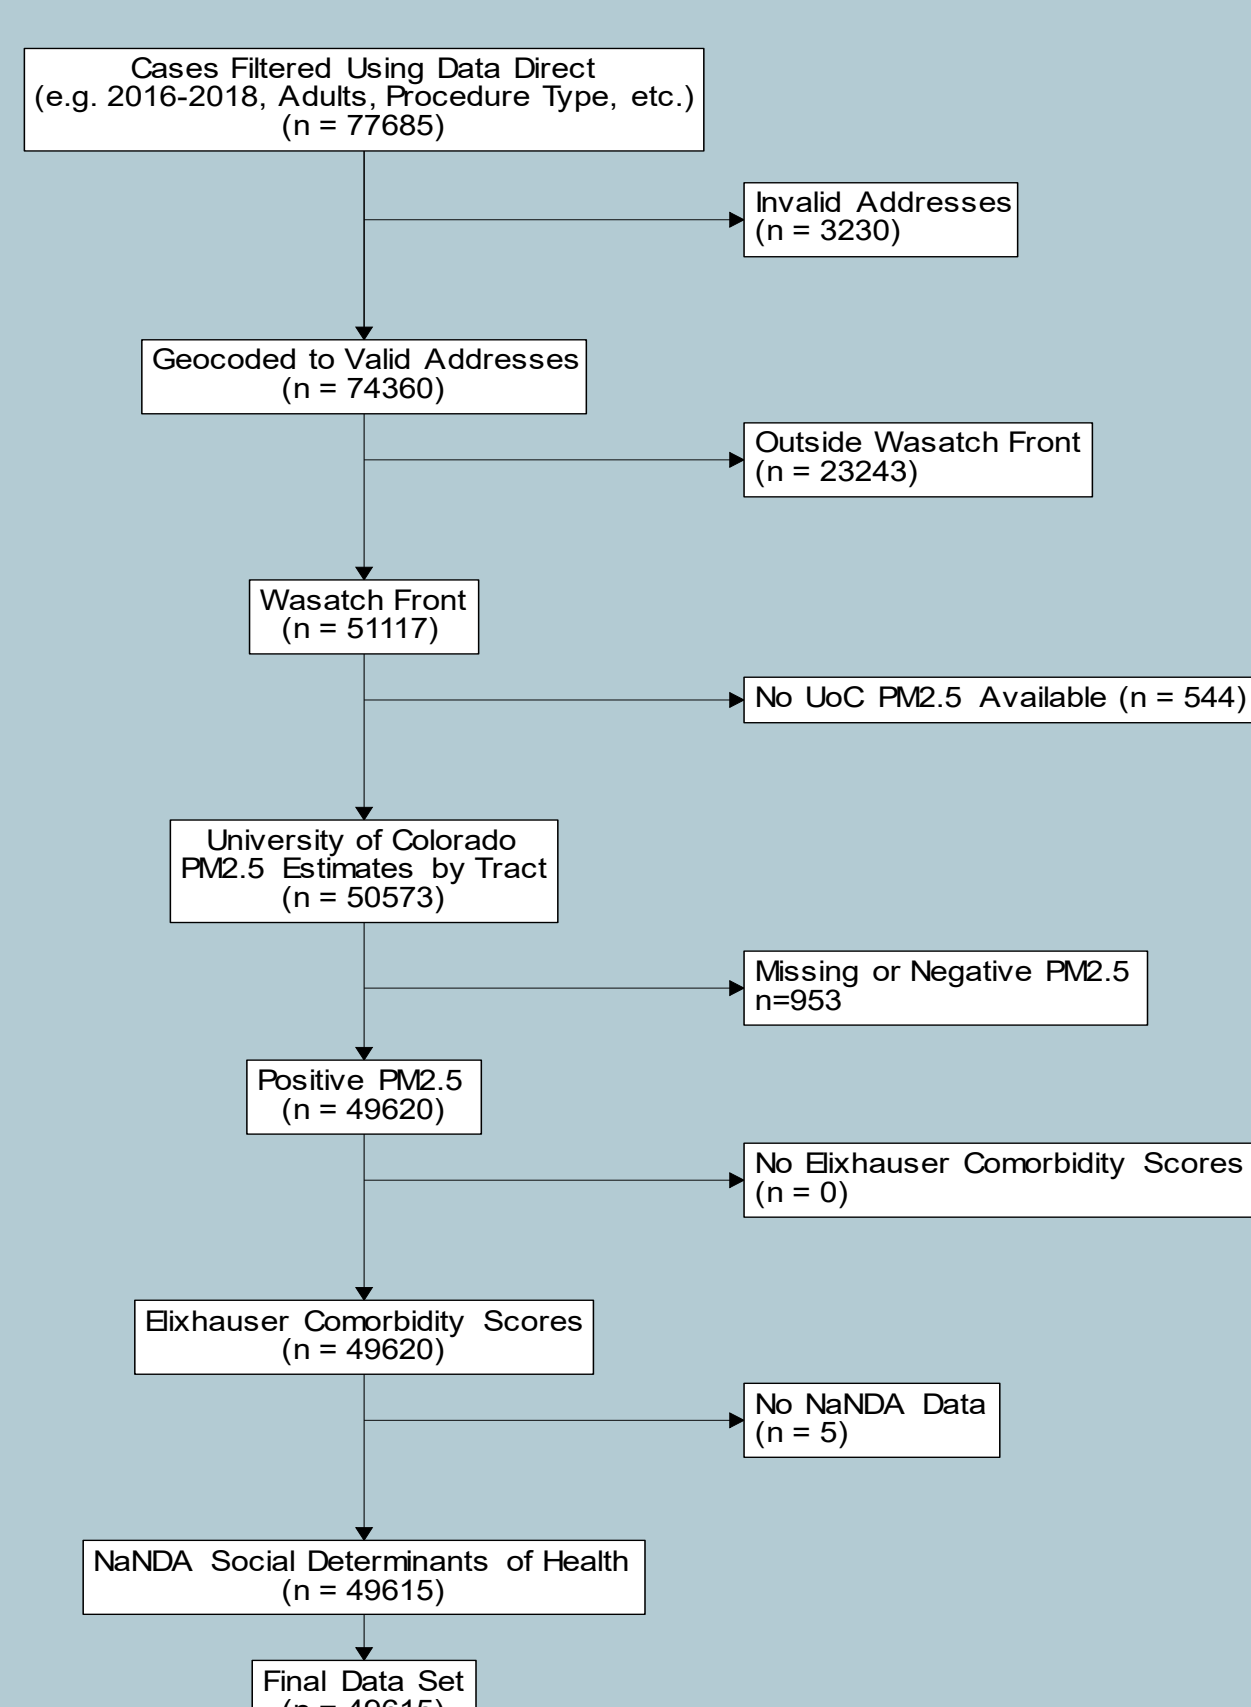 Cases Filtered Using Data Direct
(e.g. 2016-2018, Adults, Procedure Type, etc.)
(n = 77685)
Invalid Addresses
(n = 3230)
Geocoded to Valid Addresses
(n = 74360)
Outside Wasatch Front
(n = 23243)
Wasatch Front
(n = 51117)
No UoC PM2.5 Available (n = 544)
University of Colorado
PM2.5 Estimates by Tract
(n = 50573)
Missing or Negative PM2.5
n=953
Positive PM2.5
(n = 49620)
No Elixhauser Comorbidity Scores
(n = 0)
Elixhauser Comorbidity Scores
(n = 49620)
No NaNDA Data
(n = 5)
NaNDA Social Determinants of Health
(n = 49615)
Final Data Set
(n = 49615)